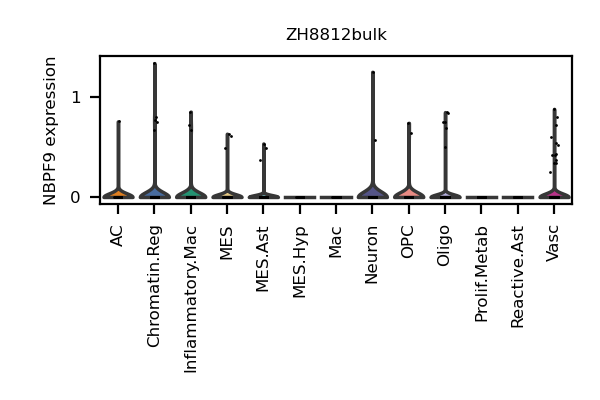 ZH8812bulk
NBPF9 expression
1
0
AC
Chromatin.Reg
Inflammatory.Mac
MES
MES.Ast
MES.Hyp
Mac
Neuron
OPC
Oligo
Prolif.Metab
Reactive.Ast
Vasc